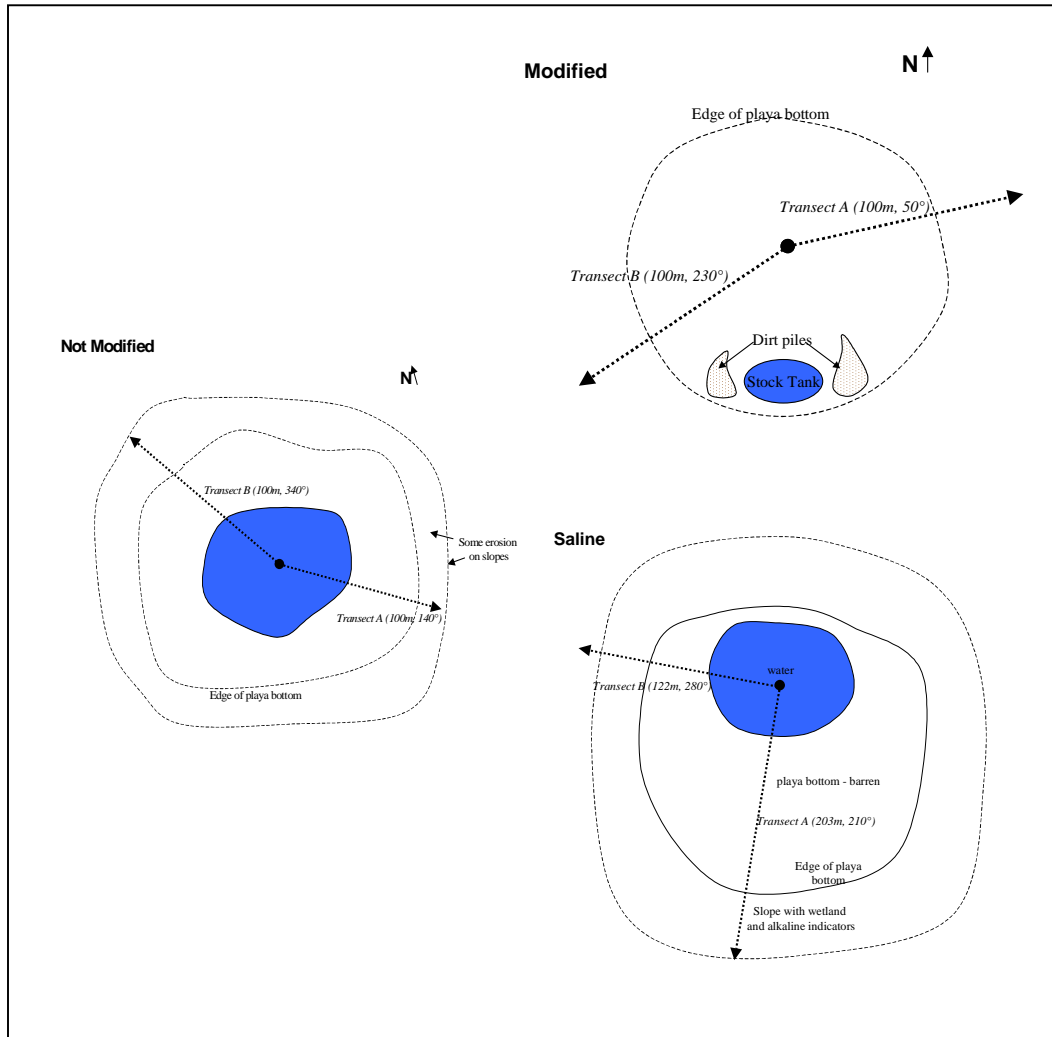 Modified
N
Edge of playa bottom
Transect A (100m, 50°)
Transect B (100m, 230°)
Dirt piles
Stock Tank
Not Modified
N
Transect B (100m, 340°)
Some erosion
on slopes
Transect A (100m, 140°)
Edge of playa bottom
Saline
water
Transect B (122m, 280°)
playa bottom - barren
Transect A (203m, 210°)
Edge of playa
bottom
Slope with wetland
and alkaline indicators